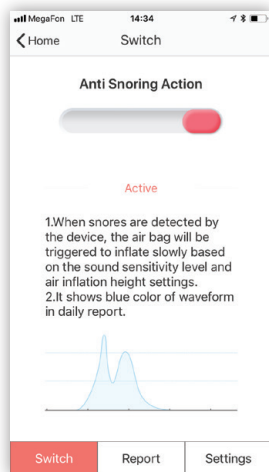 MegaFon LTE 14:34
Home Switch
Anti Snoring Action
Active
1.When snores are detected by
the device, the air bag will be
triggered to inflate slowly based
on the sound sensitivity level and
air inflation height settings.
2.It shows blue color of waveform
in daily report.
Switch Report Settings